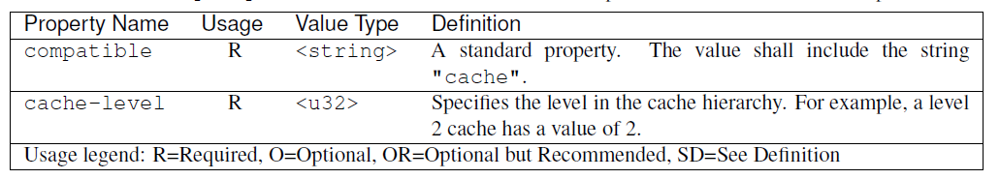 Property Name Usage Value Type Definition
compatible R <string> A standard property. The value shall include the string
"cache".
cache-level R <u32> Specifies the level in the cache hierarchy. For example, a level
2 cache has a value of 2.
Usage legend: R=Required, O=Optional, OR=Optional but Recommended, SD=See Definition